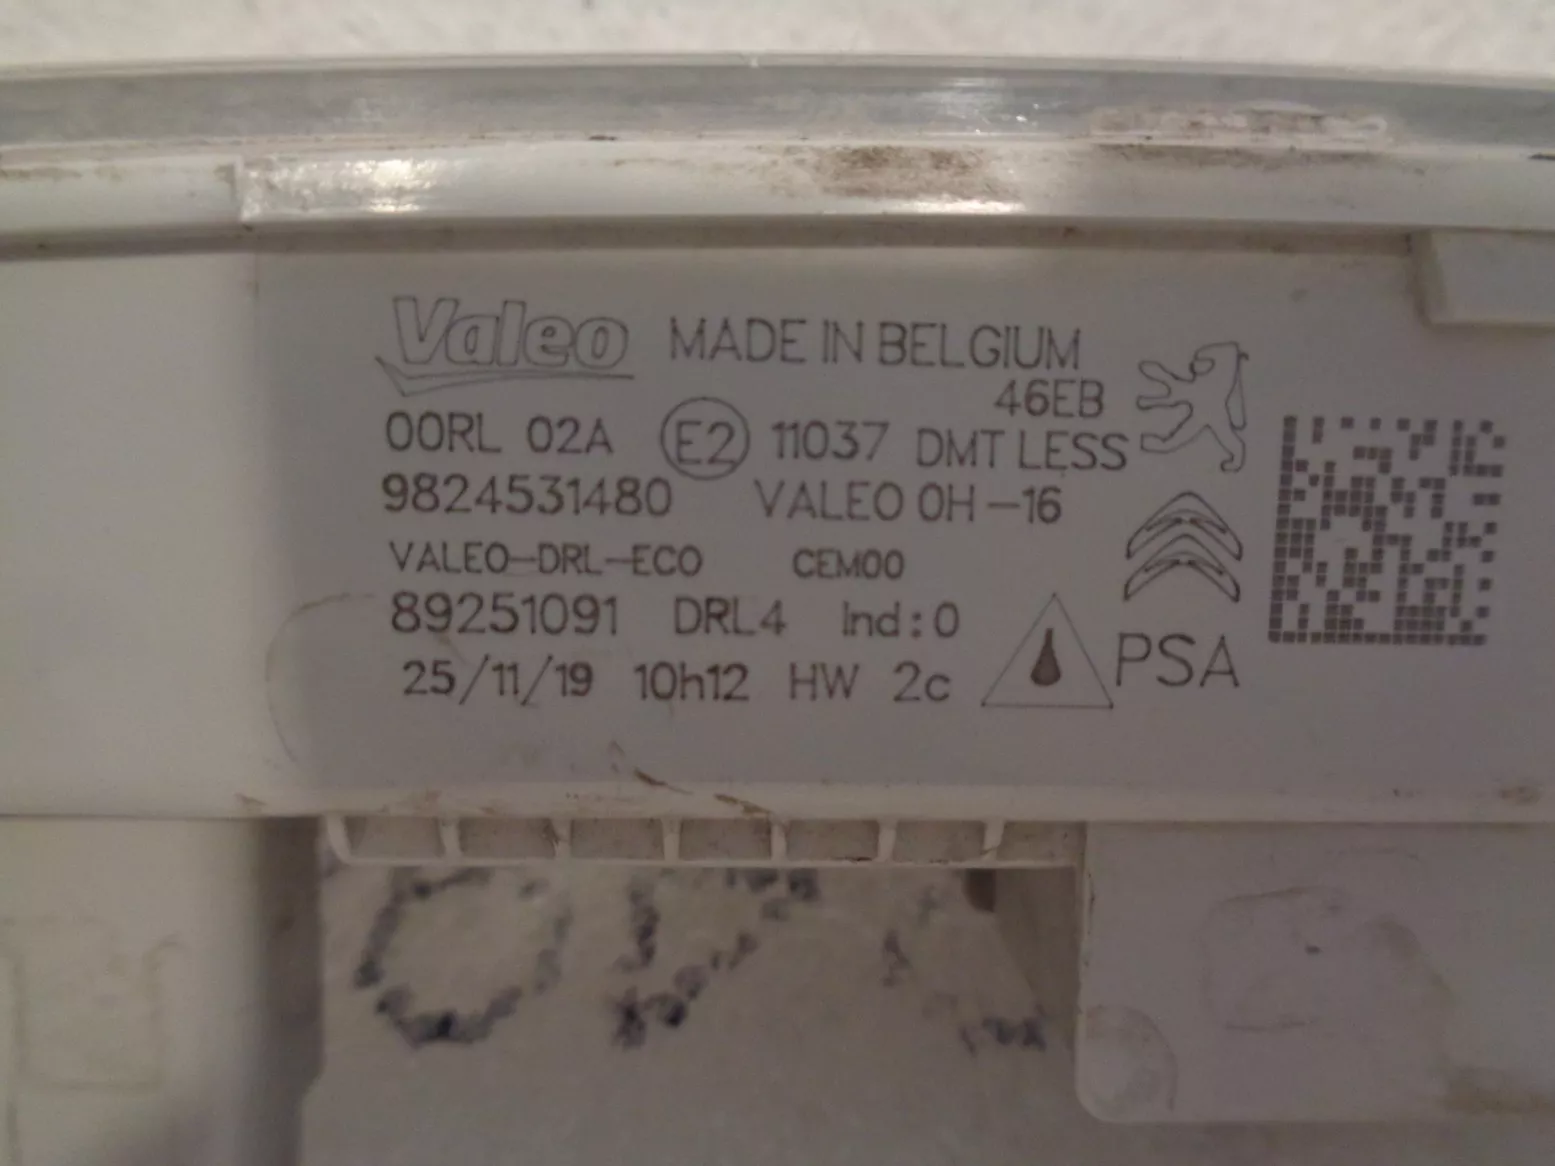 Valeo MADE IN BELGIUM
46EB
00RL 02A E2 11037 DMT LESS
9824531480 VALEO 0H-16
VALEO-DRL-ECO CEM00
89251091 DRL4 Ind:0
25/11/19 10h12 HW 2c PSA